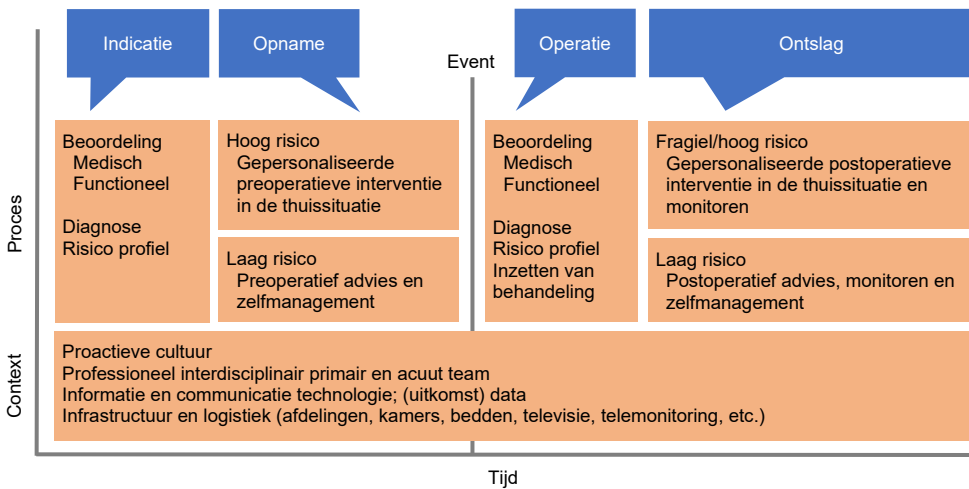 Indicatie
Opname
Event
Operatie
Ontslag
Proces
Beoordeling
Medisch
Functioneel
Diagnose
Risico profiel
Hoog risico
Gepersonaliseerde
preoperatieve interventie
in de thuissituatie
Laag risico
Preoperatief advies en
zelfmanagement
Beoordeling
Medisch
Functioneel
Diagnose
Risico profiel
Inzetten van
behandeling
Fragiel/hoog risico
Gepersonaliseerde postoperatieve
interventie in de thuissituatie en
monitoren
Laag risico
Postoperatief advies, monitoren en
zelfmanagement
Context
Proactieve cultuur
Professioneel interdisciplinair primair en acuut team
Informatie en communicatie technologie; (uitkomst) data
Infrastructuur en logistiek (afdelingen, kamers, bedden, televisie, telemonitoring, etc.)
Tijd